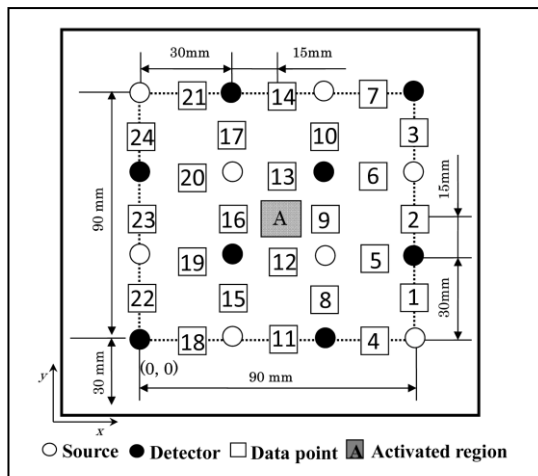 30mm 15mm
21 14 7
24 17 10 3
20 13 6
15mm
90 mm
23 16 A 9 2
19 12 5
30mm
22 15 8 1
18 11 4
(0, 0)
30 mm
90 mm
y
x
Source Detector Data point A Activated region